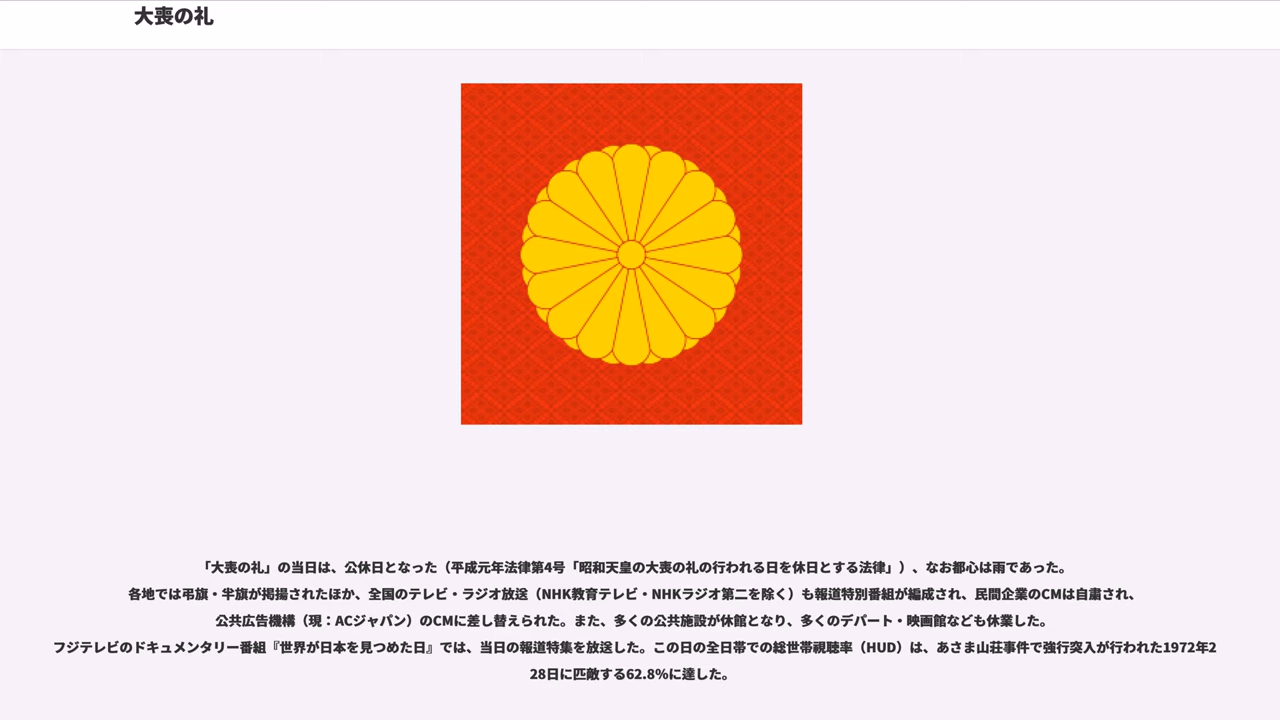 大喪の礼
「大喪の礼」の当日は、公休日となった（平成元年法律第4号「昭和天皇の大喪の礼の行われる日を休日とする法律」）、なお都心は雨であった。
各地では弔旗・半旗が掲揚されたほか、全国のテレビ・ラジオ放送（NHK教育テレビ・NHKラジオ第二を除く）も報道特別番組が編成され、民間企業のCMは自粛され、
公共広告機構（現：ACジャパン）のCMに差し替えられた。また、多くの公共施設が休館となり、多くのデパート・映画館なども休業した。
フジテレビのドキュメンタリー番組『世界が日本を見つめた日』では、当日の報道特集を放送した。この日の全日帯での総世帯視聴率（HUD）は、あさま山荘事件で強行突入が行われた1972年2
28日に匹敵する62.8%に達した。